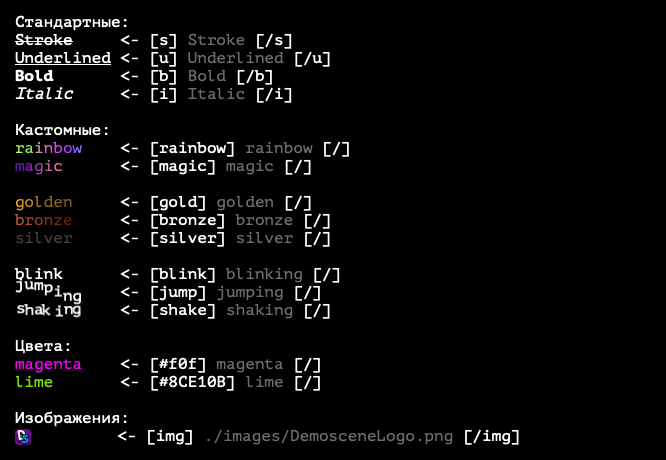 Стандартные:
Stroke <- [s] Stroke [/s]
Underlined <- [u] Underlined [/u]
Bold <- [b] Bold [/b]
Italic <- [i] Italic [/i]
Кастомные:
rainbow <- [rainbow] rainbow [/]
magic <- [magic] magic [/]
golden <- [gold] golden [/]
bronze <- [bronze] bronze [/]
silver <- [silver] silver [/]
blink <- [blink] blinking [/]
jumping <- [jump] jumping [/]
shaking <- [shake] shaking [/]
Цвета:
magenta <- [#f0f] magenta [/]
lime <- [#8CE10B] lime [/]
Изображения:
DS <- [img] ./images/DemosceneLogo.png [/img]